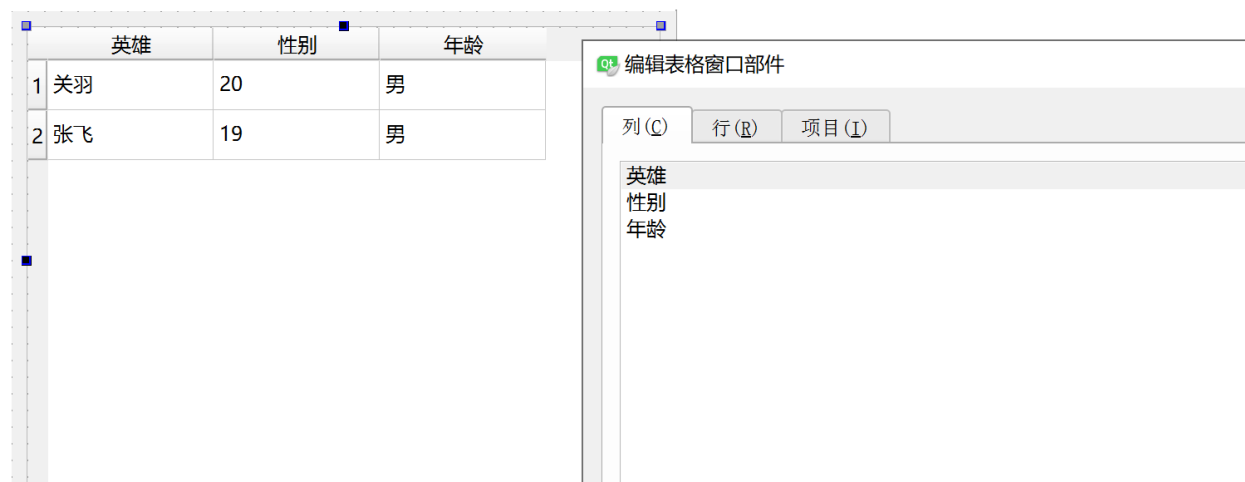 英雄 性别 年龄
1 关羽 20 男
2 张飞 19 男
Qt 编辑表格窗口部件
列(C) 行(R) 项目(I)
英雄
性别
年龄